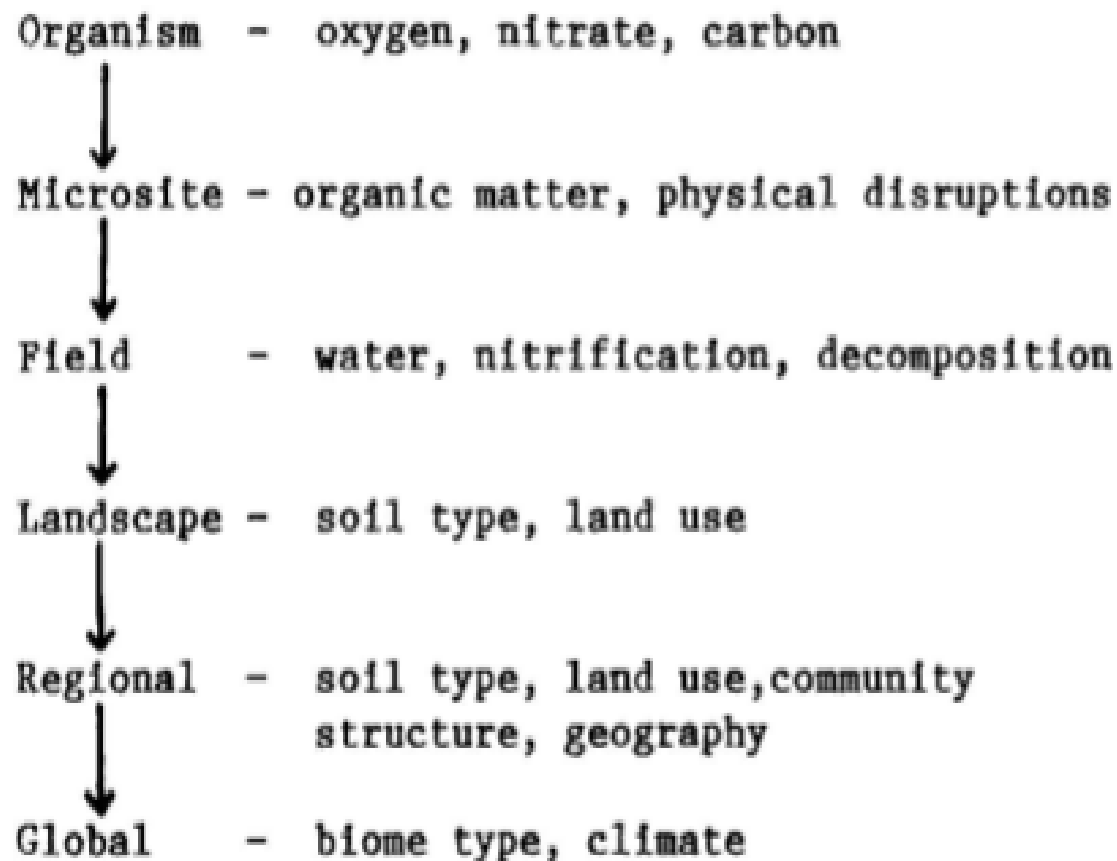 Organism - oxygen, nitrate, carbon
Microsite - organic matter, physical disruptions
Field - water, nitrification, decomposition
Landscape - soil type, land use
Regional - soil type, land use,community
structure, geography
Global - biome type, climate